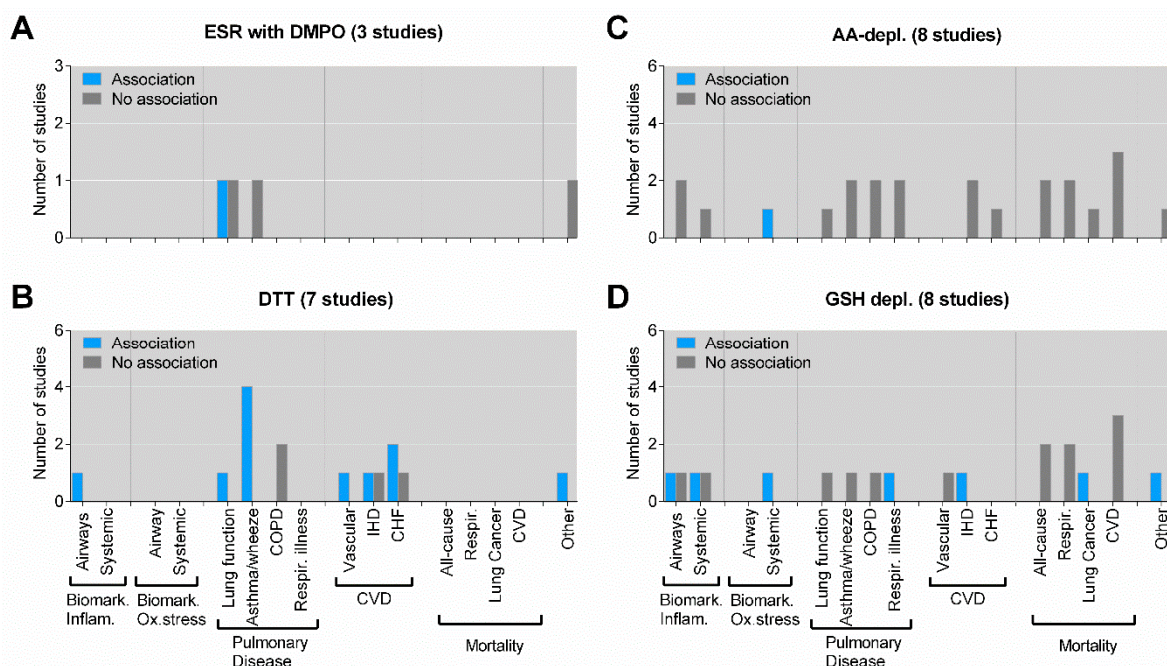 A
ESR with DMPO (3 studies)
Number of studies
3
2
1
0
Association
No association
B
DTT (7 studies)
Number of studies
6
4
2
0
Association
No association
Airways
Systemic
Airway
Systemic
Lung function
Asthma/wheeze
COPD
Respir. illness
Vascular
IHD
CHF
All-cause
Respir.
Lung Cancer
CVD
Other
Biomark.
Inflam.
Biomark.
Ox.stress
Pulmonary
Disease
CVD
Mortality
C
AA-depl. (8 studies)
Number of studies
6
4
2
0
Association
No association
D
GSH depl. (8 studies)
Number of studies
6
4
2
0
Association
No association
Airways
Systemic
Airway
Systemic
Lung function
Asthma/wheeze
COPD
Respir. illness
Vascular
IHD
CHF
All-cause
Respir.
Lung Cancer
CVD
Other
Biomark.
Inflam.
Biomark.
Ox.stress
Pulmonary
Disease
CVD
Mortality